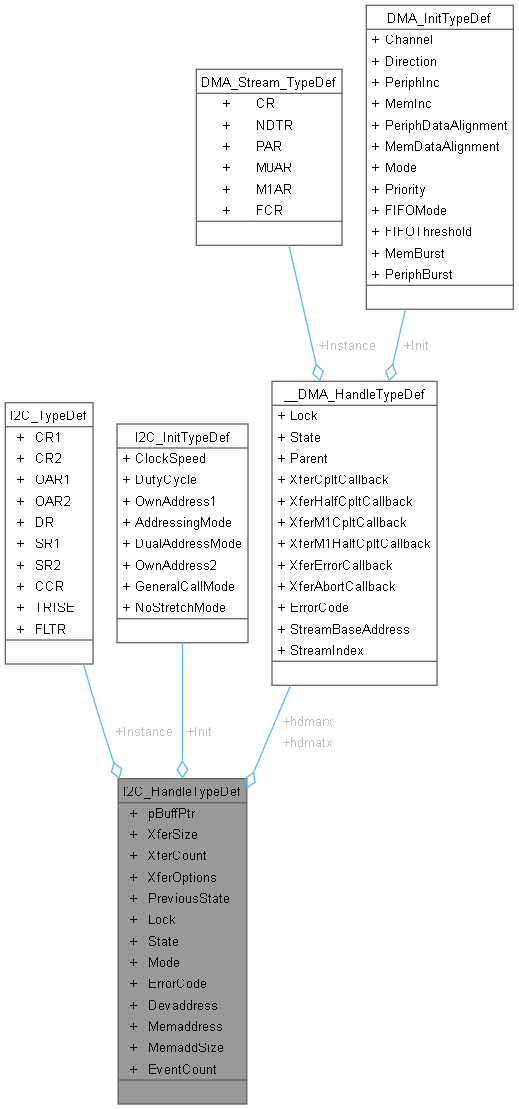 DMA_InitTypeDef
+ Channel
+ Direction
+ PeriphInc
+ MemInc
+ PeriphDataAlignment
+ MemDataAlignment
+ Mode
+ Priority
+ FIFOMode
+ FIFOThreshold
+ MemBurst
+ PeriphBurst
DMA_Stream_TypeDef
+ CR
+ NDTR
+ PAR
+ M0AR
+ M1AR
+ FCR
+Instance
+Init
__DMA_HandleTypeDef
+ Lock
+ State
+ Parent
+ XferCpltCallback
+ XferHalfCpltCallback
+ XferM1CpltCallback
+ XferM1HalfCpltCallback
+ XferErrorCallback
+ XferAbortCallback
+ ErrorCode
+ StreamBaseAddress
+ StreamIndex
I2C_TypeDef
+ CR1
+ CR2
+ OAR1
+ OAR2
+ DR
+ SR1
+ SR2
+ CCR
+ TRISE
+ FLTR
I2C_InitTypeDef
+ ClockSpeed
+ DutyCycle
+ OwnAddress1
+ AddressingMode
+ DualAddressMode
+ OwnAddress2
+ GeneralCallMode
+ NoStretchMode
+Instance
+Init
+hdmarx
+hdmatx
I2C_HandleTypeDef
+ pBuffPtr
+ XferSize
+ XferCount
+ XferOptions
+ PreviousState
+ Lock
+ State
+ Mode
+ ErrorCode
+ Devaddress
+ Memaddress
+ MemaddSize
+ EventCount